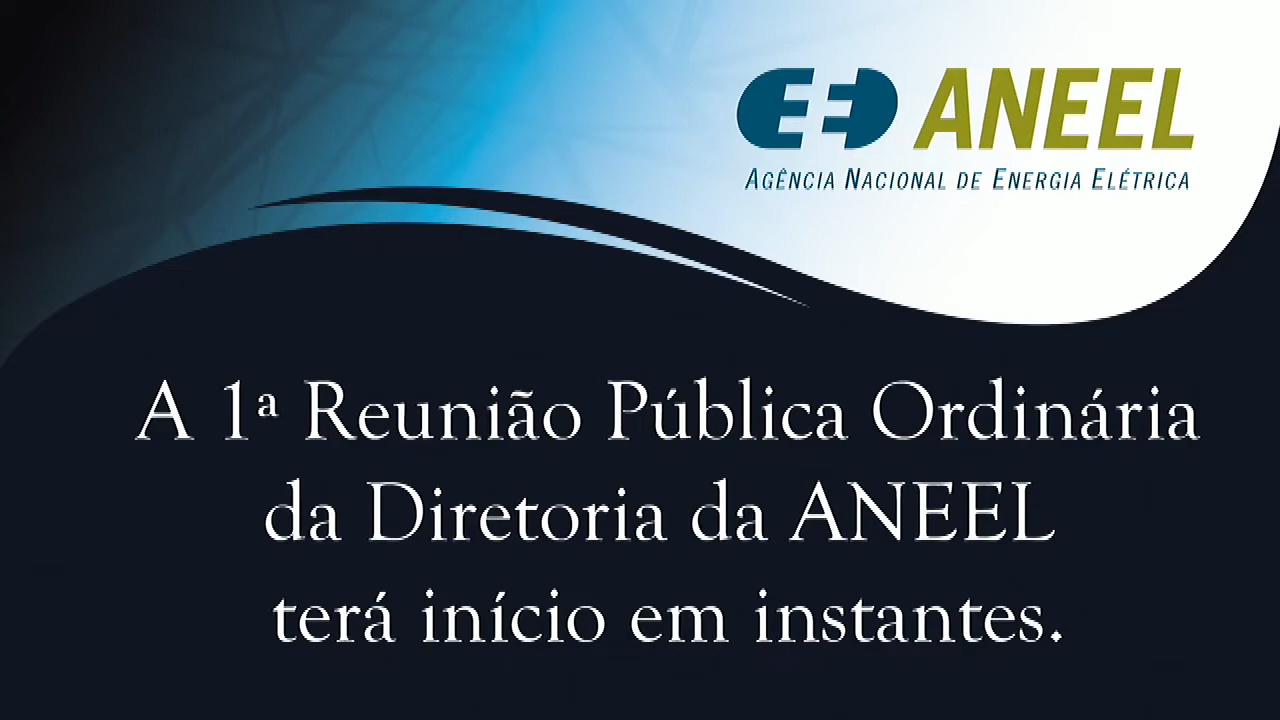 ANEEL
AGÊNCIA NACIONAL DE ENERGIA ELÉTRICA
A 1ª Reunião Pública Ordinária
da Diretoria da ANEEL
terá início em instantes.